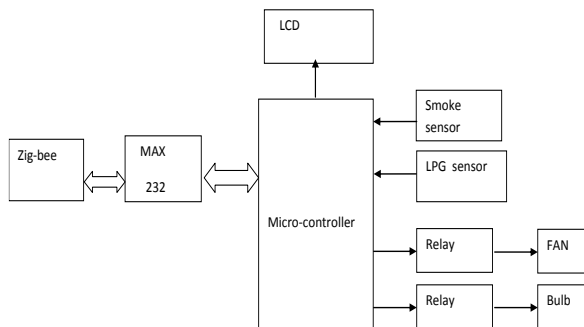 LCD
Smoke
sensor
Zig-bee
MAX
232
LPG sensor
Micro-controller
Relay
FAN
Relay
Bulb